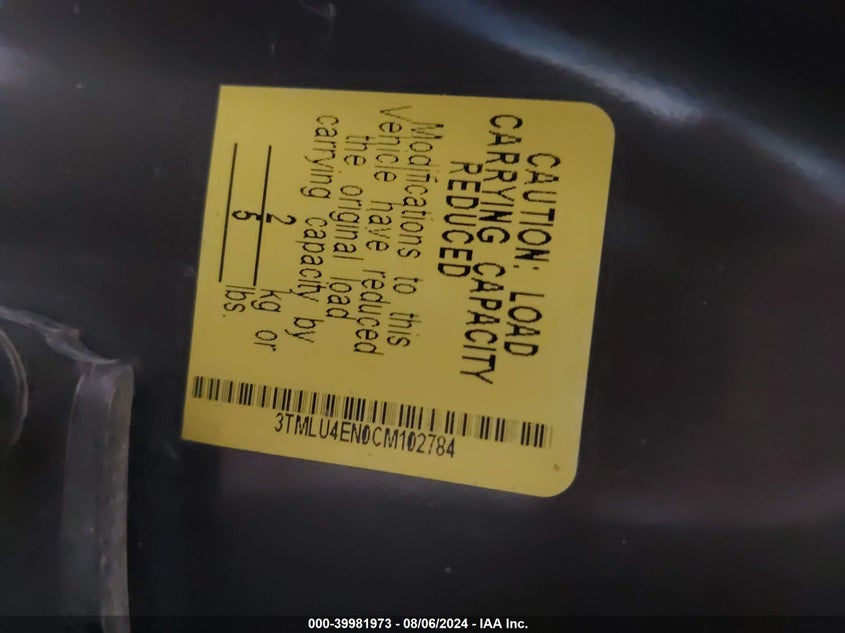 CAUTION: LOAD
CARRYING CAPACITY
REDUCED
Modifications to this
vehicle have reduced
the original load
carrying capacity by
2 kg or
5 lbs.
3TMLU4EN0CM102784
000-39981973 - 08/06/2024 - IAA Inc.